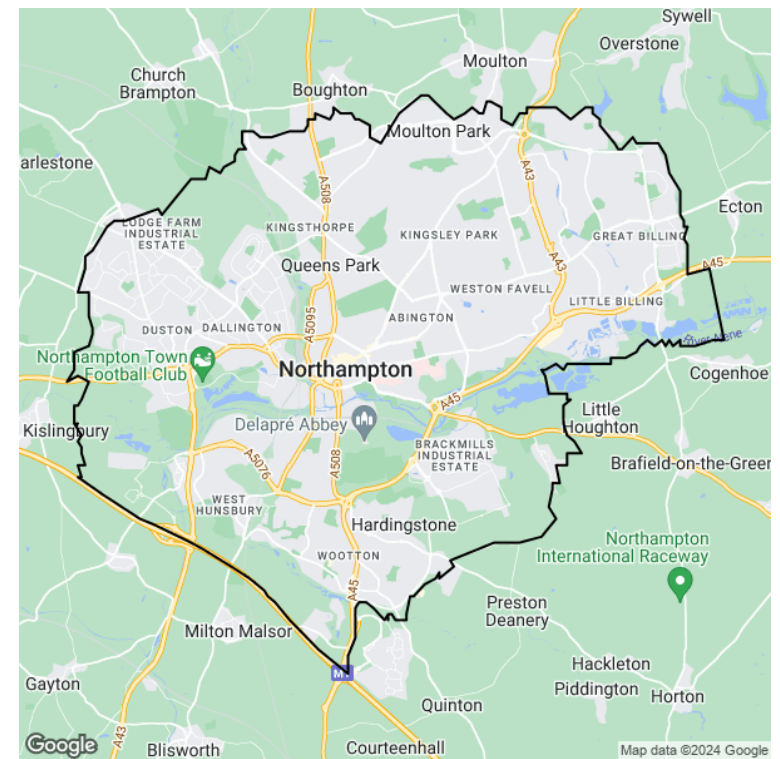 Sywell
Overstone
Moulton
Church
Brampton
Boughton
Moulton Park
arlestone
A43
A508
Ecton
LODGE FARM
INDUSTRIAL
ESTATE
KINGSTHORPE
KINGSLEY PARK
GREAT BILLING
A43
Queens Park
A45
WESTON FAVELL
LITTLE BILLING
A5095
ABINGTON
DUSTON
DALLINGTON
River Nene
Northampton Town
Football Club
Northampton
Cogenhoe
A45
Kislingbury
Delapré Abbey
Little
Houghton
BRACKMILLS
INDUSTRIAL
ESTATE
A5076
A508
Brafield-on-the-Green
WEST
HUNSBURY
Hardingstone
Northampton
International Raceway
WOOTTON
A45
Preston
Deanery
Milton Malsor
Hackleton
Piddington
Horton
M1
Gayton
Quinton
A43
Blisworth
Courteenhall
Google
Map data ©2024 Google